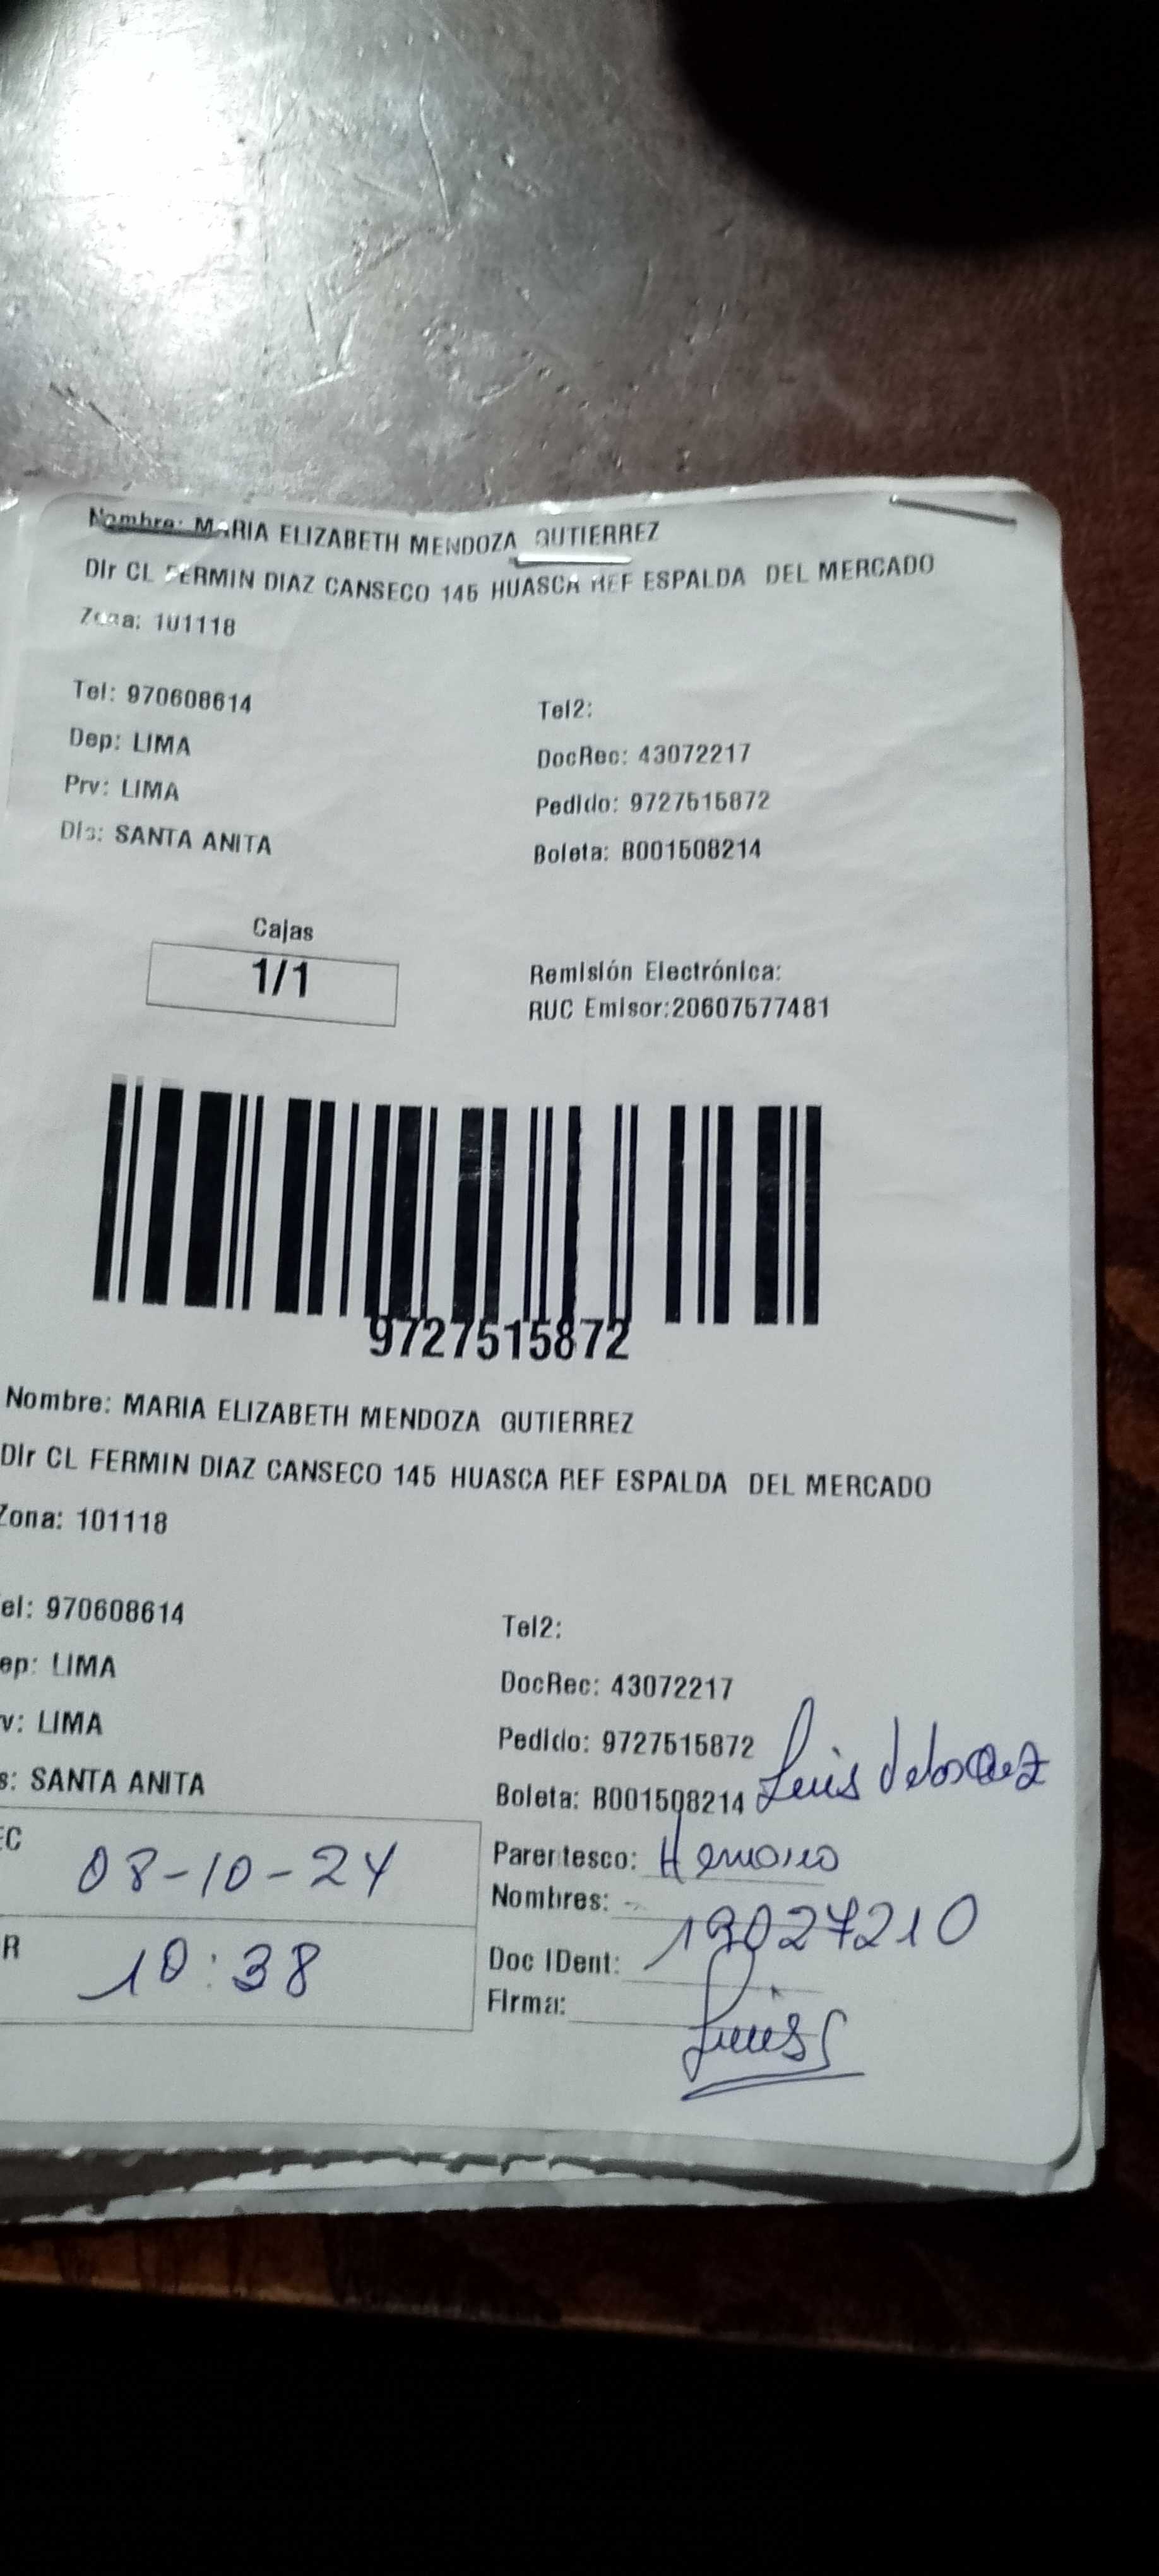 Nombre: MARIA ELIZABETH MENDOZA GUTIERREZ
Dir CL FERMIN DIAZ CANSECO 145 HUASCA REF ESPALDA DEL MERCADO
Zona: 101118
Tel: 970608614 Tel2:
Dep: LIMA DocRec: 43072217
Prv: LIMA Pedido: 9727515872
Dis: SANTA ANITA Boleta: B001508214
Cajas
1/1
Remisión Electrónica:
RUC Emisor:20607577481
9727515872
Nombre: MARIA ELIZABETH MENDOZA GUTIERREZ
Dir CL FERMIN DIAZ CANSECO 145 HUASCA REF ESPALDA DEL MERCADO
Zona: 101118
el: 970608614 Tel2:
ep: LIMA DocRec: 43072217
v: LIMA Pedido: 9727515872
s: SANTA ANITA Boleta: B001508214 Luis
EC 08-10-24 Parentesco: Hermano
Nombres:
R 10:38 Doc IDent: 19027210
Firma: